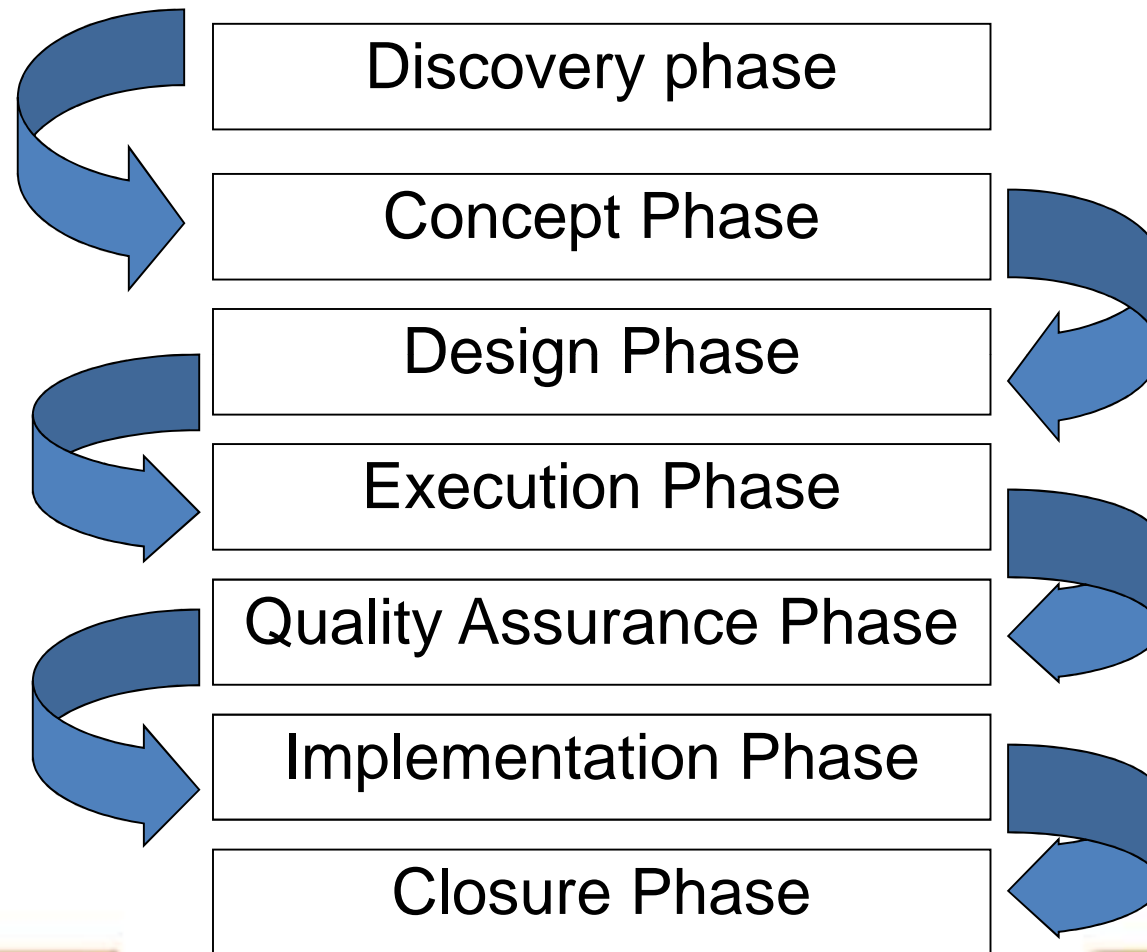 Discovery phase
Concept Phase
Design Phase
Execution Phase
Quality Assurance Phase
Implementation Phase
Closure Phase